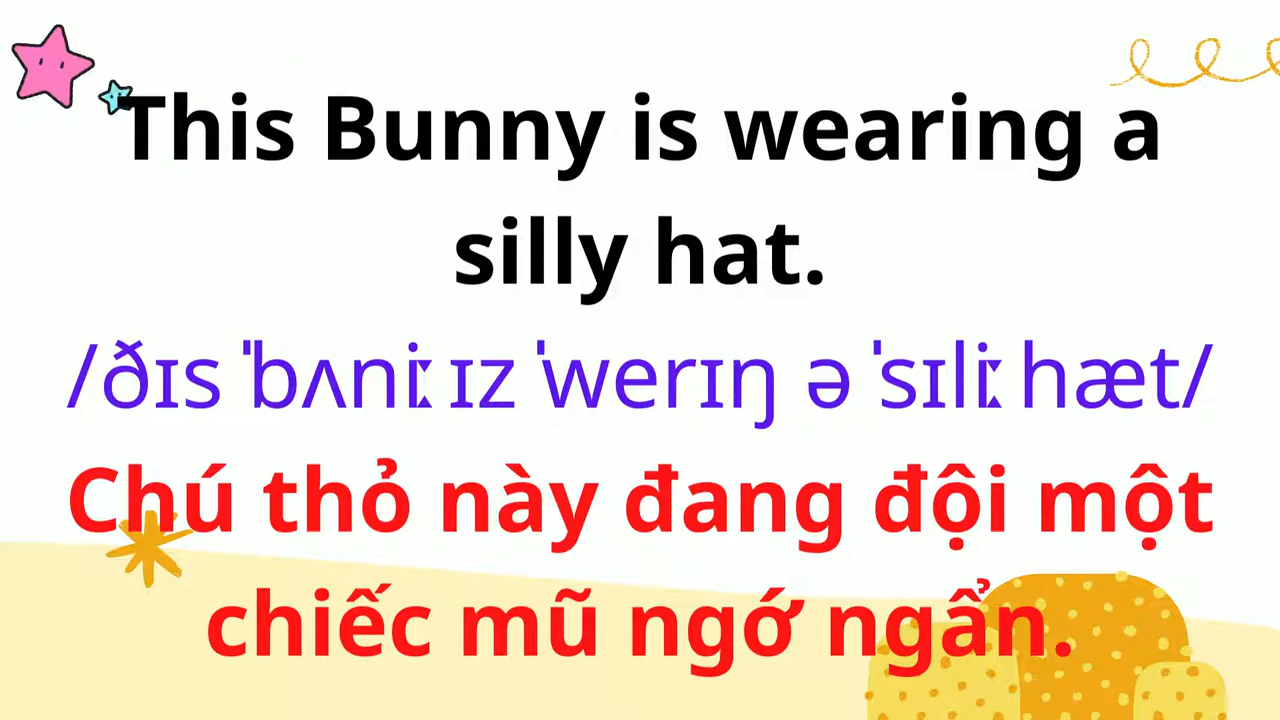 This Bunny is wearing a
silly hat.
/ðɪs ˈbʌniː ɪz ˈwerɪŋ ə ˈsɪliː hæt/
Chú thỏ này đang đội một
chiếc mũ ngớ ngẩn.